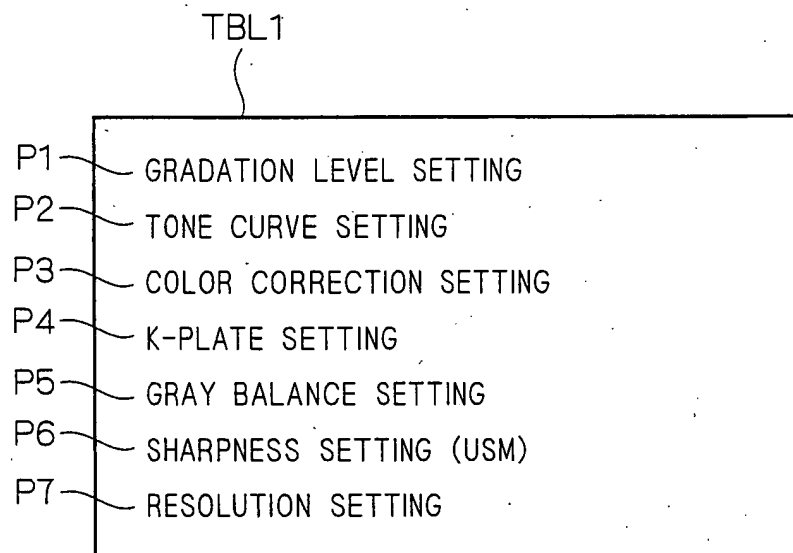 TBL1
P1 GRADATION LEVEL SETTING
P2 TONE CURVE SETTING
P3 COLOR CORRECTION SETTING
P4 K-PLATE SETTING
P5 GRAY BALANCE SETTING
P6 SHARPNESS SETTING (USM)
P7 RESOLUTION SETTING